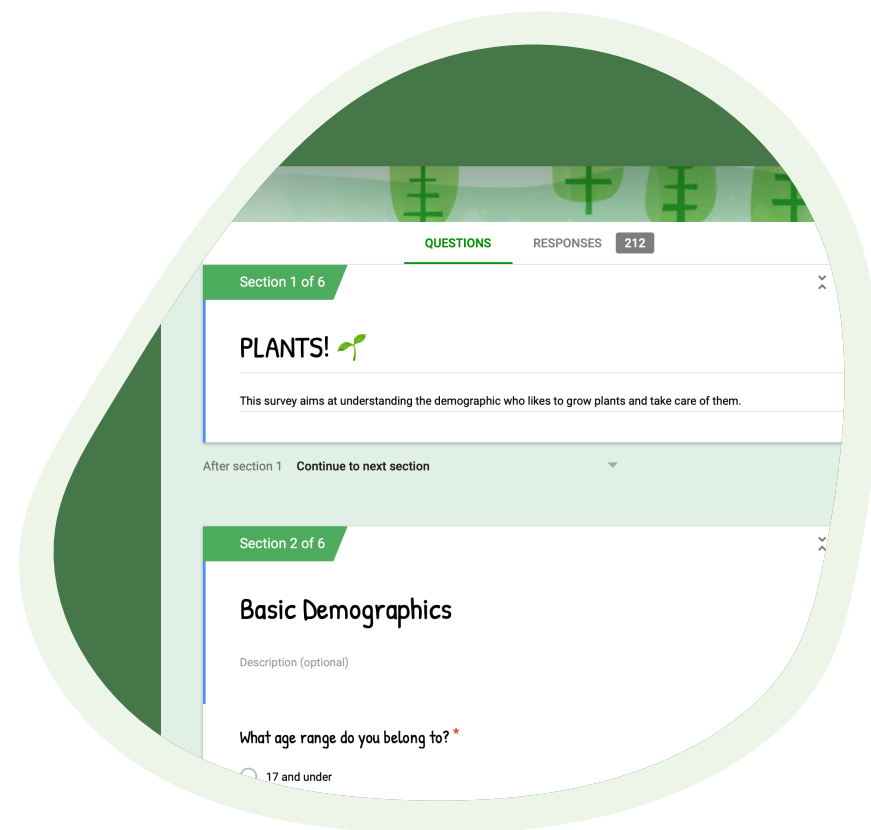 QUESTIONS RESPONSES 212
Section 1 of 6
PLANTS! 🌱
This survey aims at understanding the demographic who likes to grow plants and take care of them.
After section 1 Continue to next section
Section 2 of 6
Basic Demographics
Description (optional)
What age range do you belong to? *
17 and under